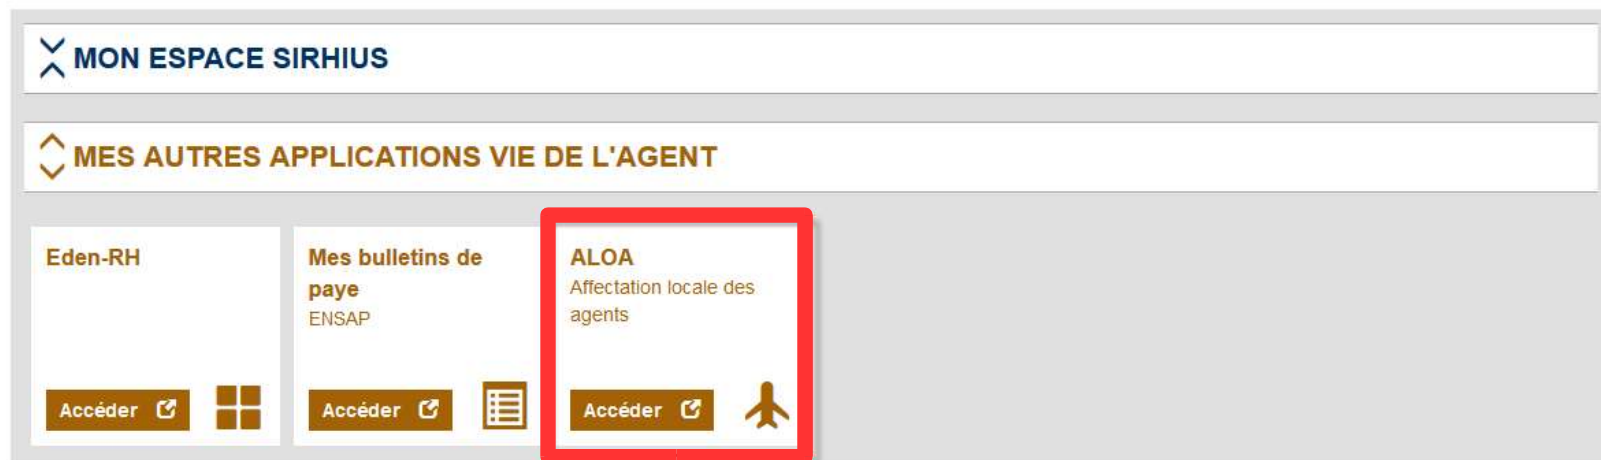 MON ESPACE SIRHIUS
MES AUTRES APPLICATIONS VIE DE L'AGENT
Eden-RH
Accéder
Mes bulletins de
paye
ENSAP
Accéder
ALOA
Affectation locale des
agents
Accéder